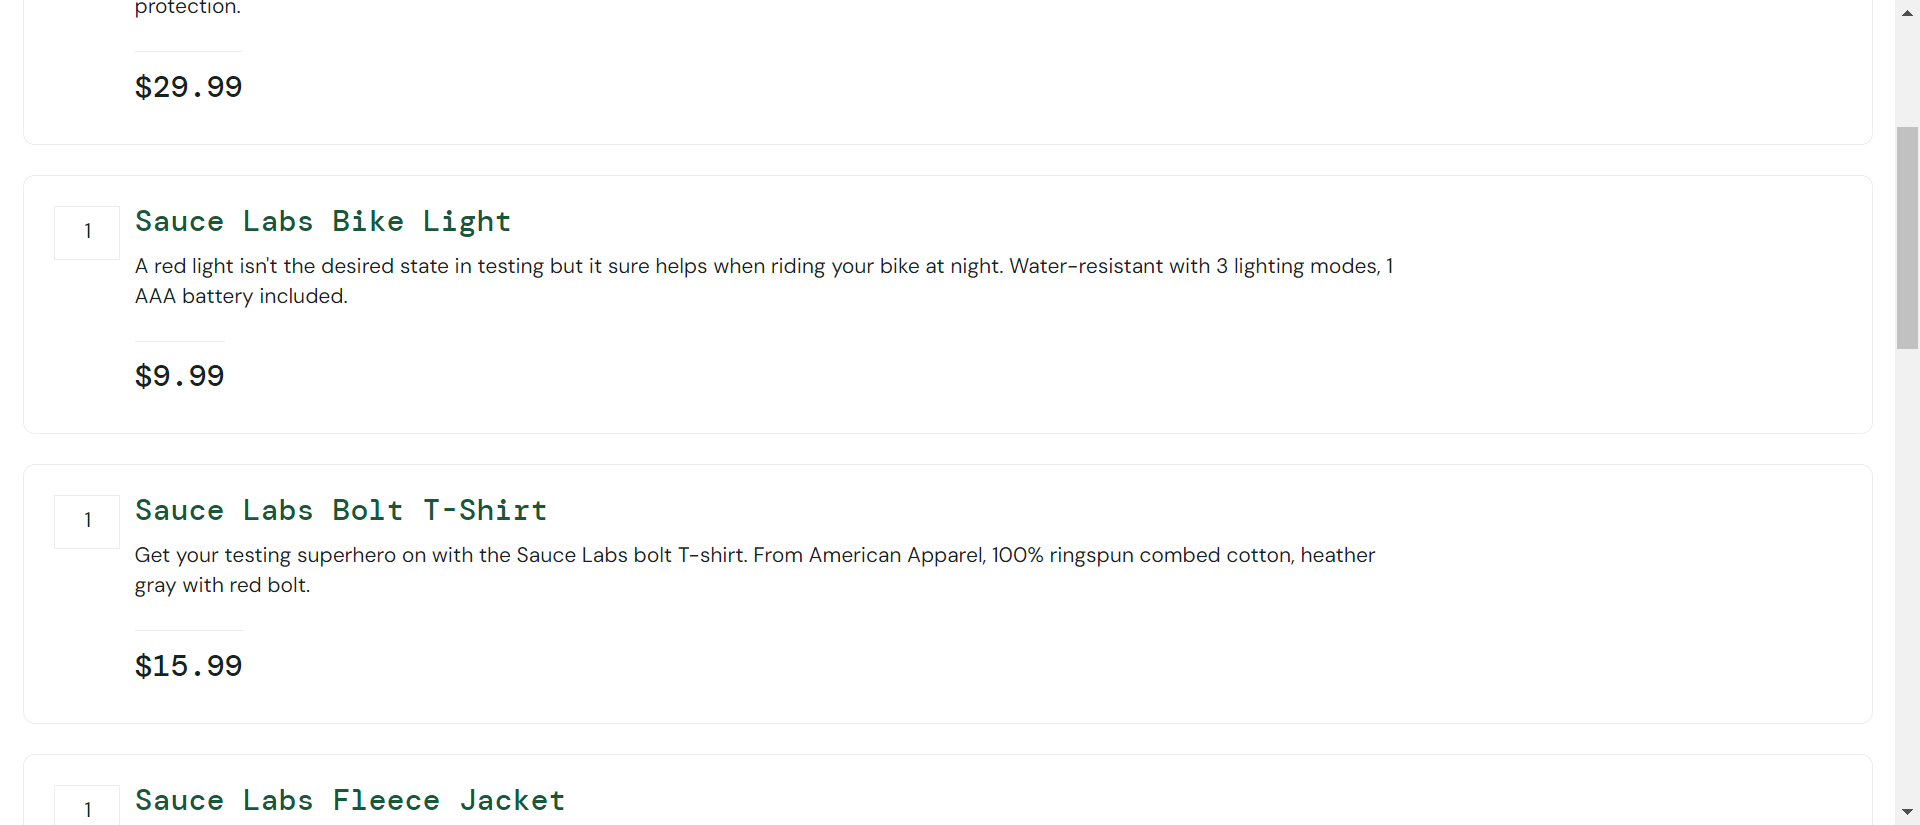 protection.
$29.99
1
Sauce Labs Bike Light
A red light isn't the desired state in testing but it sure helps when riding your bike at night. Water-resistant with 3 lighting modes, 1
AAA battery included.
$9.99
1
Sauce Labs Bolt T-Shirt
Get your testing superhero on with the Sauce Labs bolt T-shirt. From American Apparel, 100% ringspun combed cotton, heather
gray with red bolt.
$15.99
1
Sauce Labs Fleece Jacket